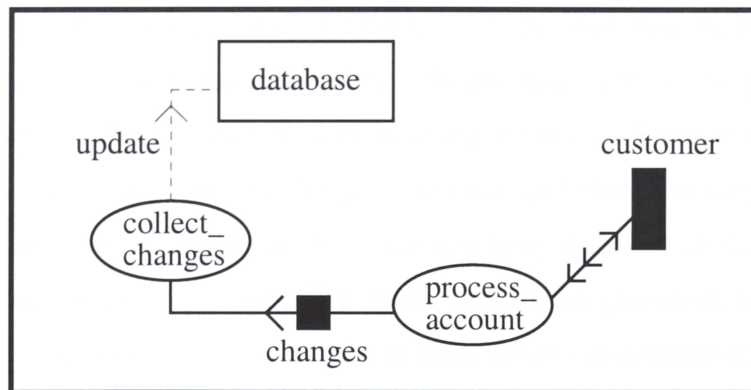 database
update
customer
collect_
changes
process_
account
changes